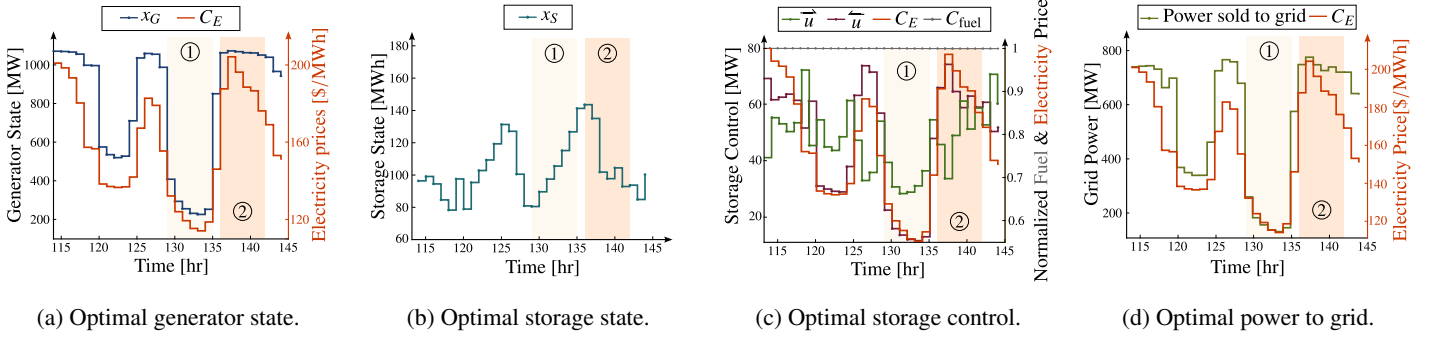 x_G C_E
Generator State [MW]
1000
800
600
400
200
115 120 125 130 135 140 145
Time [hr]
200
160
120
Electricity prices [$/MWh]
①
②
(a) Optimal generator state.
x_S
Storage State [MWh]
180
160
140
120
100
80
60
115 120 125 130 135 140 145
Time [hr]
①
②
(b) Optimal storage state.
u⃗ u⃖ C_E C_fuel
Storage Control [MW]
80
60
40
20
115 120 125 130 135 140 145
Time [hr]
1
0.9
0.8
0.7
0.6
Normalized Fuel & Electricity Price
①
②
(c) Optimal storage control.
Power sold to grid C_E
Grid Power [MW]
800
600
400
200
115 120 125 130 135 140 145
Time [hr]
200
180
160
140
120
Electricity Price[$/MWh]
①
②
(d) Optimal power to grid.